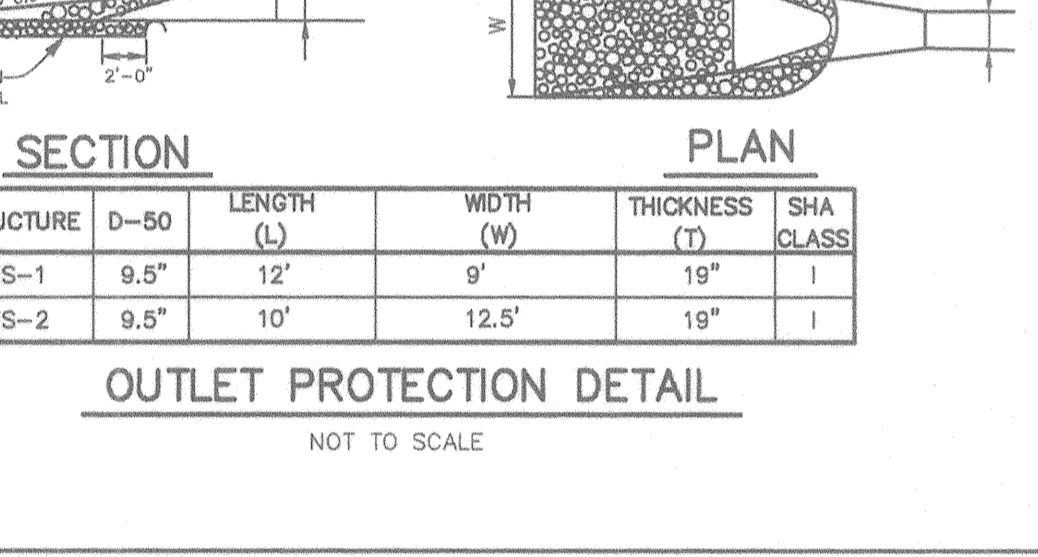 W
2'-0"
L
SECTION
PLAN
UCTURE D-50 LENGTH (L) WIDTH (W) THICKNESS (T) SHA CLASS
S-1 9.5" 12' 9' 19" I
S-2 9.5" 10' 12.5' 19" I
OUTLET PROTECTION DETAIL
NOT TO SCALE